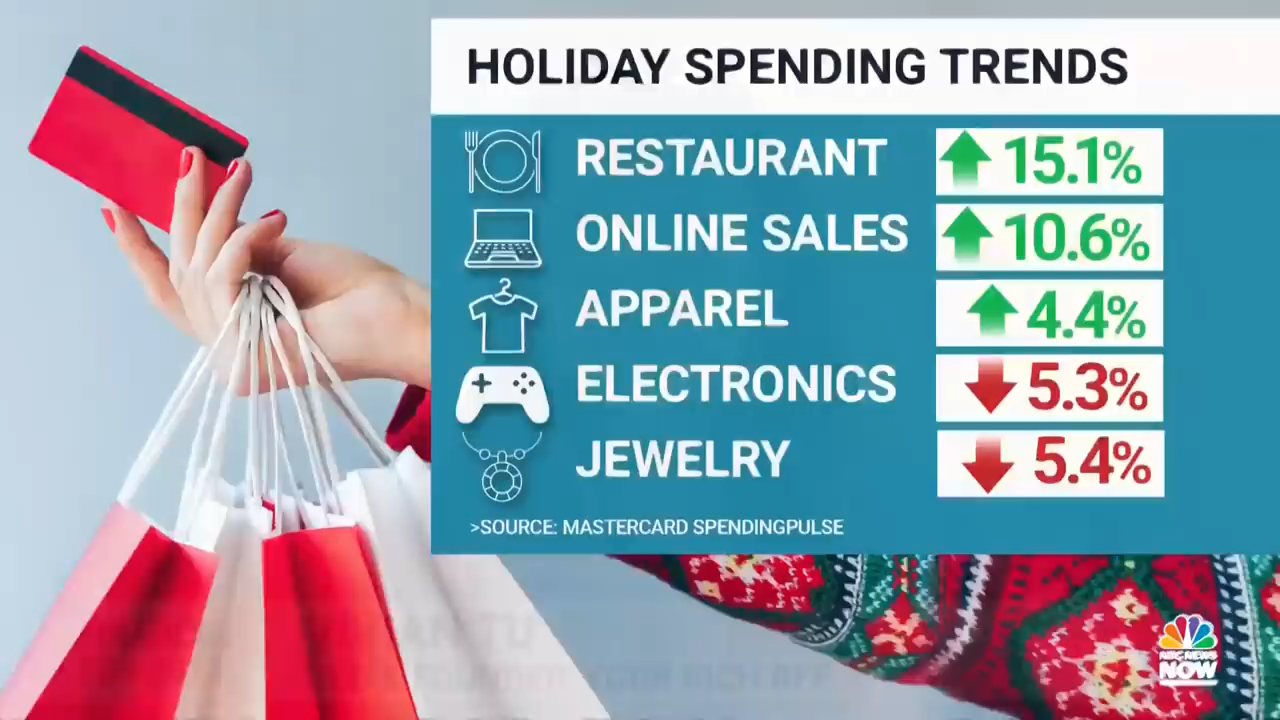 HOLIDAY SPENDING TRENDS
RESTAURANT 15.1%
ONLINE SALES 10.6%
APPAREL 4.4%
ELECTRONICS 5.3%
JEWELRY 5.4%
>SOURCE: MASTERCARD SPENDINGPULSE
NBC NEWS
NOW